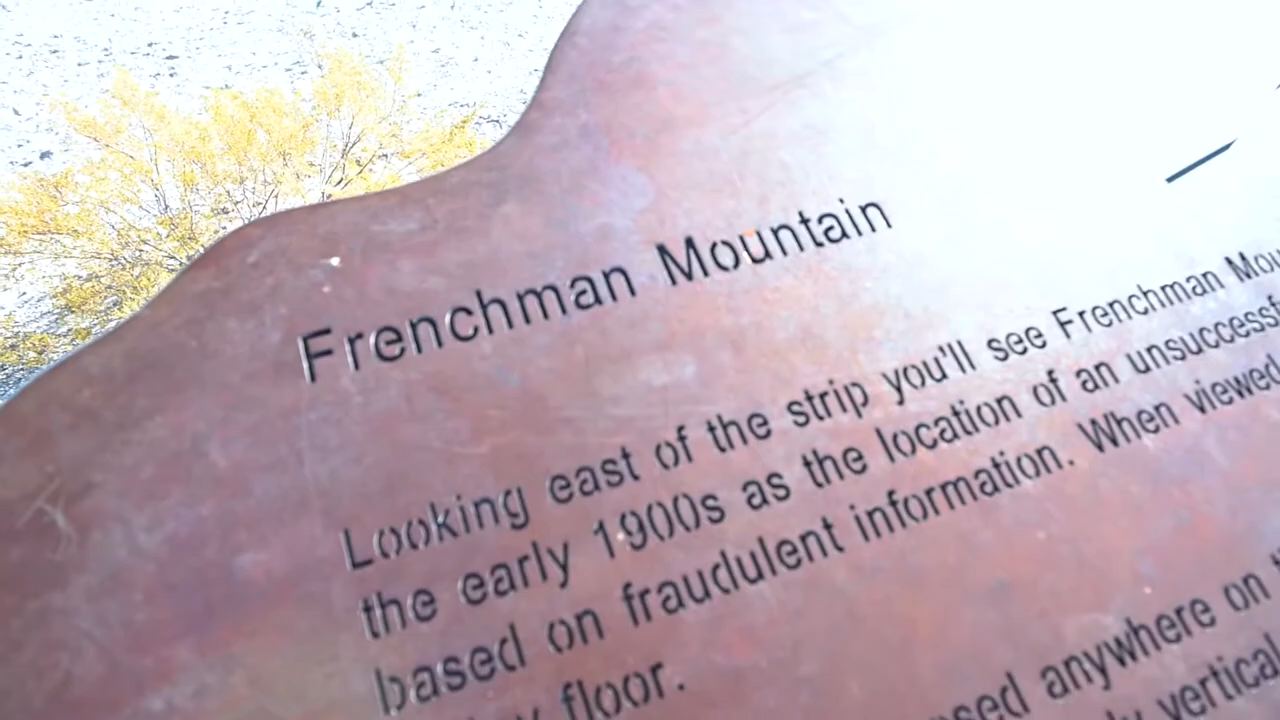 Frenchman Mountain
Looking east of the strip you'll see Frenchman
the early 1900s as the location of an
based on fraudulent information. When viewed
floor.
anywhere on
vertical